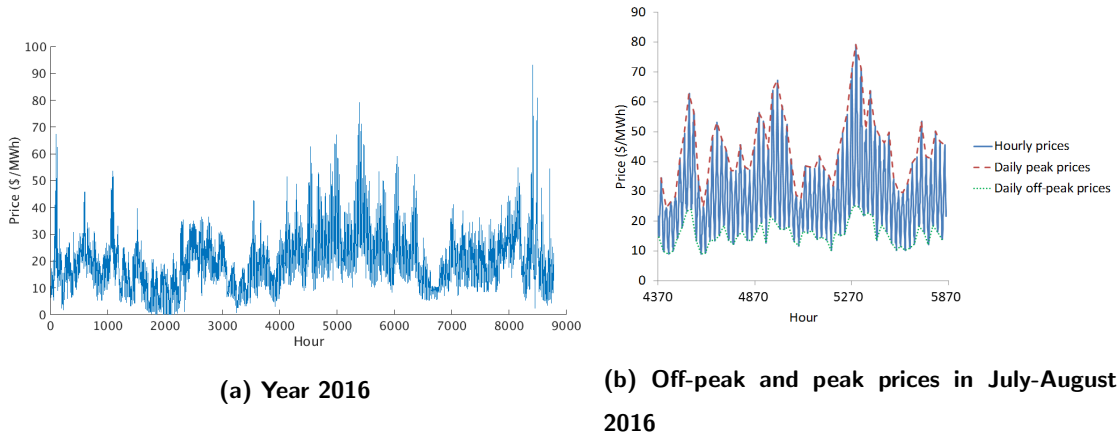 100
90
80
70
60
50
40
30
20
10
0
Price ($/MWh)
0 1000 2000 3000 4000 5000 6000 7000 8000 9000
Hour
(a) Year 2016
90
80
70
60
50
40
30
20
10
0
Price ($/MWh)
4370 4870 5270 5870
Hour
Hourly prices
Daily peak prices
Daily off-peak prices
(b) Off-peak and peak prices in July-August
2016